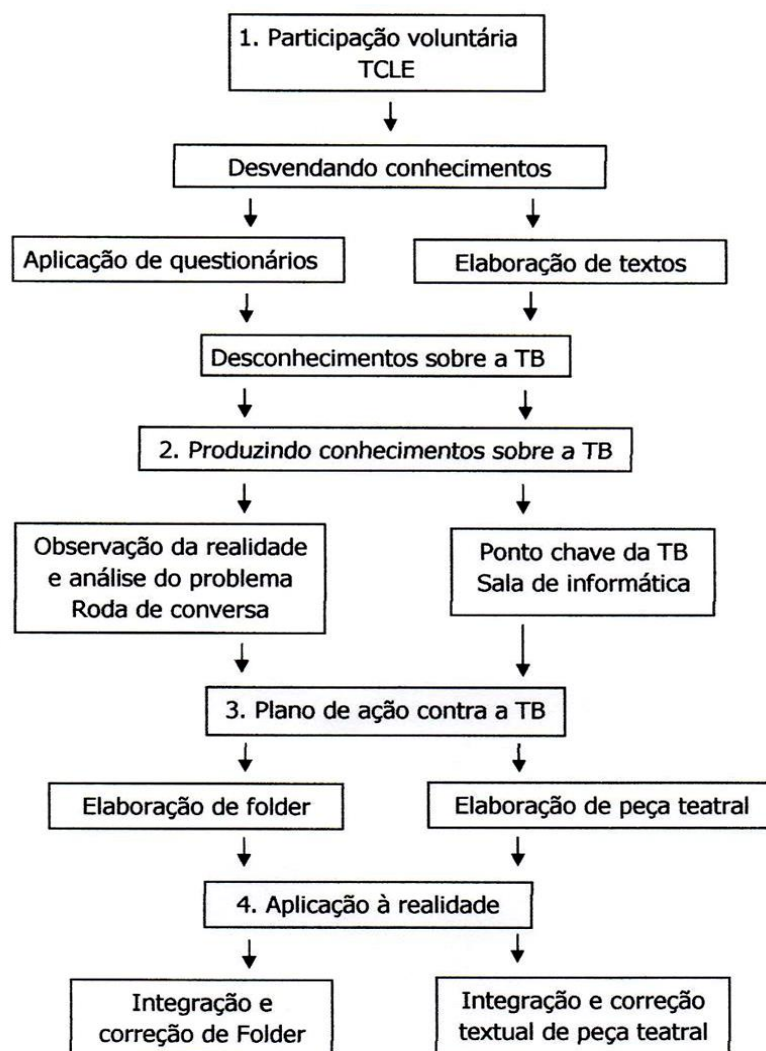 1. Participação voluntária
TCLE
Desvendando conhecimentos
Aplicação de questionários
Elaboração de textos
Desconhecimentos sobre a TB
2. Produzindo conhecimentos sobre a TB
Observação da realidade
e análise do problema
Roda de conversa
Ponto chave da TB
Sala de informática
3. Plano de ação contra a TB
Elaboração de folder
Elaboração de peça teatral
4. Aplicação à realidade
Integração e
correção de Folder
Integração e correção
textual de peça teatral